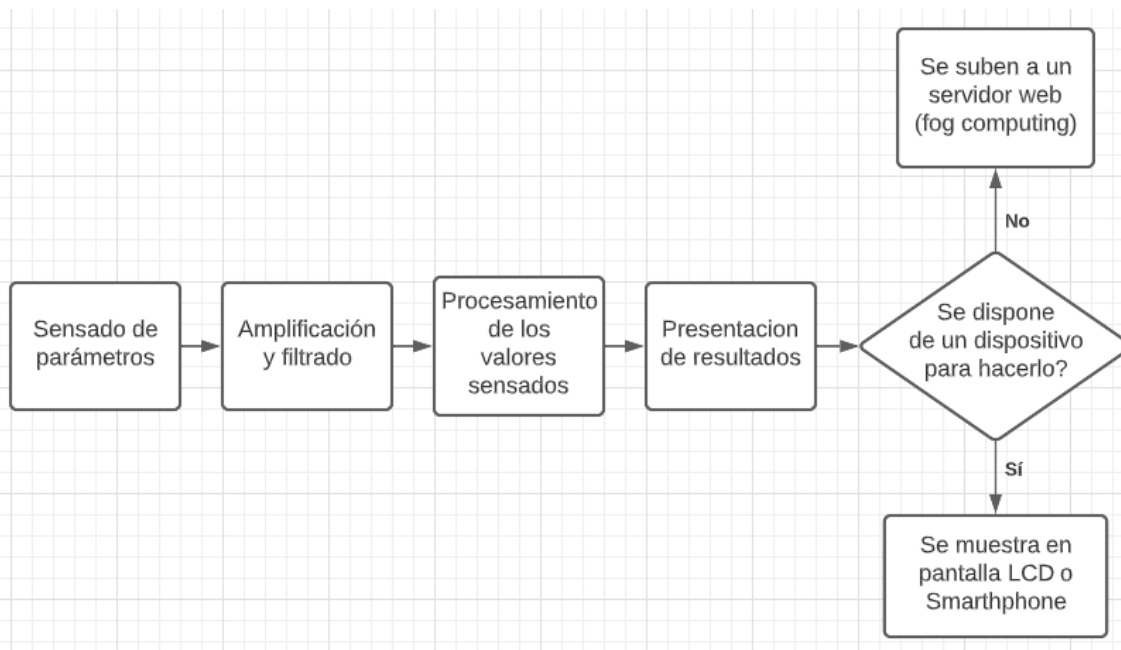 Sensado de
parámetros
Amplificación
y filtrado
Procesamiento
de los
valores
sensados
Presentacion
de resultados
Se dispone
de un dispositivo
para hacerlo?
No
Se suben a un
servidor web
(fog computing)
Sí
Se muestra en
pantalla LCD o
Smarthphone